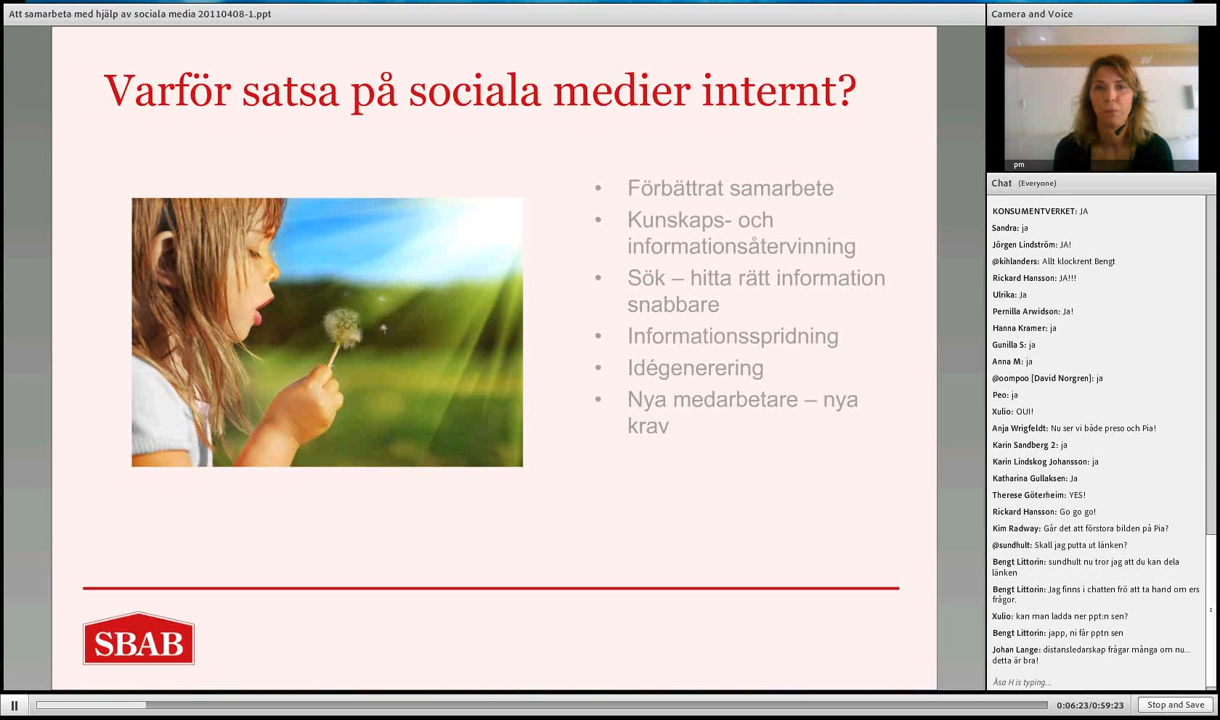 Att samarbeta med hjälp av sociala media 20110408-1.ppt
Varför satsa på sociala medier internt?
• Förbättrat samarbete
• Kunskaps- och
informationsåtervinning
• Sök – hitta rätt information
snabbare
• Informationsspridning
• Idégenerering
• Nya medarbetare – nya
krav
SBAB
Camera and Voice
pm
Chat (Everyone)
KONSUMENTVERKET: JA
Sandra: ja
Jörgen Lindström: JA!
@kihlanders: Allt klockrent Bengt
Rickard Hansson: JA!!!
Ulrika: Ja
Pernilla Arwidson: Ja!
Hanna Kramer: ja
Gunilla S: ja
Anna M: ja
@oompoo [David Norgren]: ja
Peo: ja
Xulio: OUI!
Anja Wrigfeldt: Nu ser vi både preso och Pia!
Karin Sandberg 2: ja
Karin Lindskog Johansson: ja
Katharina Gullaksen: Ja
Therese Göterheim: YES!
Rickard Hansson: Go go go!
Kim Radway: Går det att förstora bilden på Pia?
@sundhult: Skall jag putta ut länken?
Bengt Littorin: sundhult nu tror jag att du kan dela
länken
Bengt Littorin: Jag finns i chatten frö att ta hand om ers
frågor.
Xulio: kan man ladda ner ppt:n sen?
Bengt Littorin: japp, ni får pptn sen
Johan Lange: distansledarskap frågar många om nu...
detta är bra!
Åsa H is typing...
0:06:23/0:59:23
Stop and Save